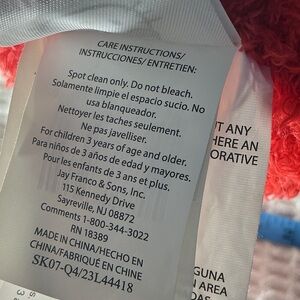 CARE INSTRUCTIONS/
INSTRUCCIONES/ ENTRETIEN:
Spot clean only. Do not bleach.
Solamente limpie el espacio sucio. No
usa blanqueador.
Nettoyer les taches seulement.
Ne pas javelliser.
For children 3 years of age and older.
Para niños de 3 años de edad y mayores.
Pour les enfants de 3 ans et plus.
Jay Franco & Sons, Inc.
115 Kennedy Drive
Sayreville, NJ 08872
Comments 1-800-344-3022
RN 18389
MADE IN CHINA/HECHO EN
CHINA/FABRIQUÉ EN CHINE
SK07-Q4/23L44418
T ANY
HERE AN
ORATIVE
GUNA
N AREA